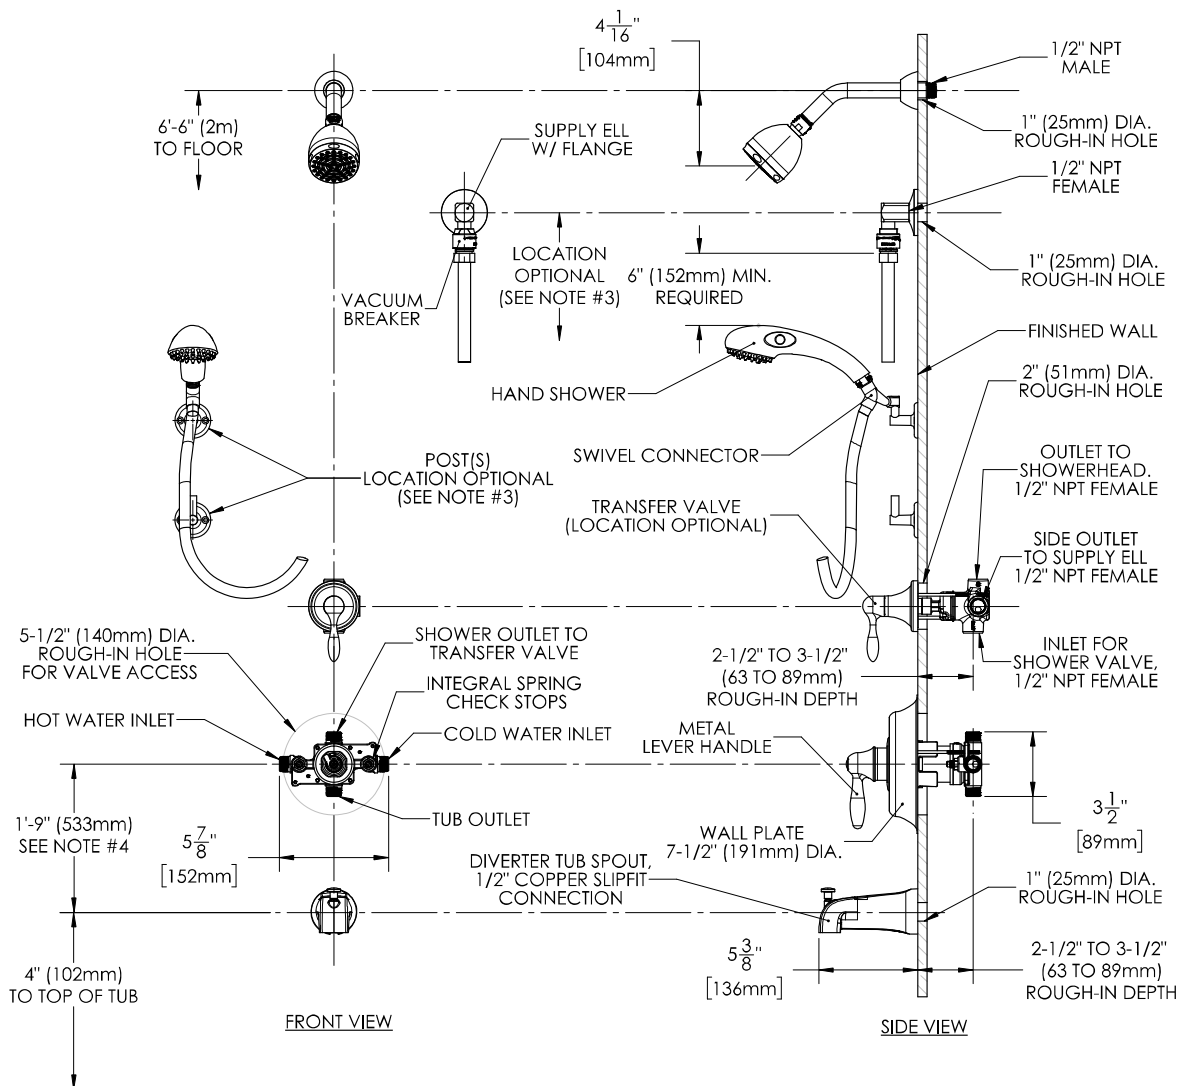 4 1/16"
[104mm]
1/2" NPT
MALE
6'-6" (2m)
TO FLOOR
SUPPLY ELL
W/ FLANGE
1" (25mm) DIA.
ROUGH-IN HOLE
1/2" NPT
FEMALE
LOCATION
OPTIONAL
(SEE NOTE #3)
6" (152mm) MIN.
REQUIRED
1" (25mm) DIA.
ROUGH-IN HOLE
VACUUM
BREAKER
FINISHED WALL
HAND SHOWER
2" (51mm) DIA.
ROUGH-IN HOLE
SWIVEL CONNECTOR
POST(S)
LOCATION OPTIONAL
(SEE NOTE #3)
OUTLET TO
SHOWERHEAD.
1/2" NPT FEMALE
TRANSFER VALVE
(LOCATION OPTIONAL)
SIDE OUTLET
TO SUPPLY ELL
1/2" NPT FEMALE
5-1/2" (140mm) DIA.
ROUGH-IN HOLE
FOR VALVE ACCESS
SHOWER OUTLET TO
TRANSFER VALVE
2-1/2" TO 3-1/2"
(63 TO 89mm)
ROUGH-IN DEPTH
INLET FOR
SHOWER VALVE,
1/2" NPT FEMALE
INTEGRAL SPRING
CHECK STOPS
HOT WATER INLET
COLD WATER INLET
METAL
LEVER HANDLE
1'-9" (533mm)
SEE NOTE #4
5 7/8"
[152mm]
TUB OUTLET
WALL PLATE
7-1/2" (191mm) DIA.
3 1/2"
[89mm]
DIVERTER TUB SPOUT,
1/2" COPPER SLIPFIT
CONNECTION
1" (25mm) DIA.
ROUGH-IN HOLE
4" (102mm)
TO TOP OF TUB
5 3/8"
[136mm]
2-1/2" TO 3-1/2"
(63 TO 89mm)
ROUGH-IN DEPTH
FRONT VIEW
SIDE VIEW